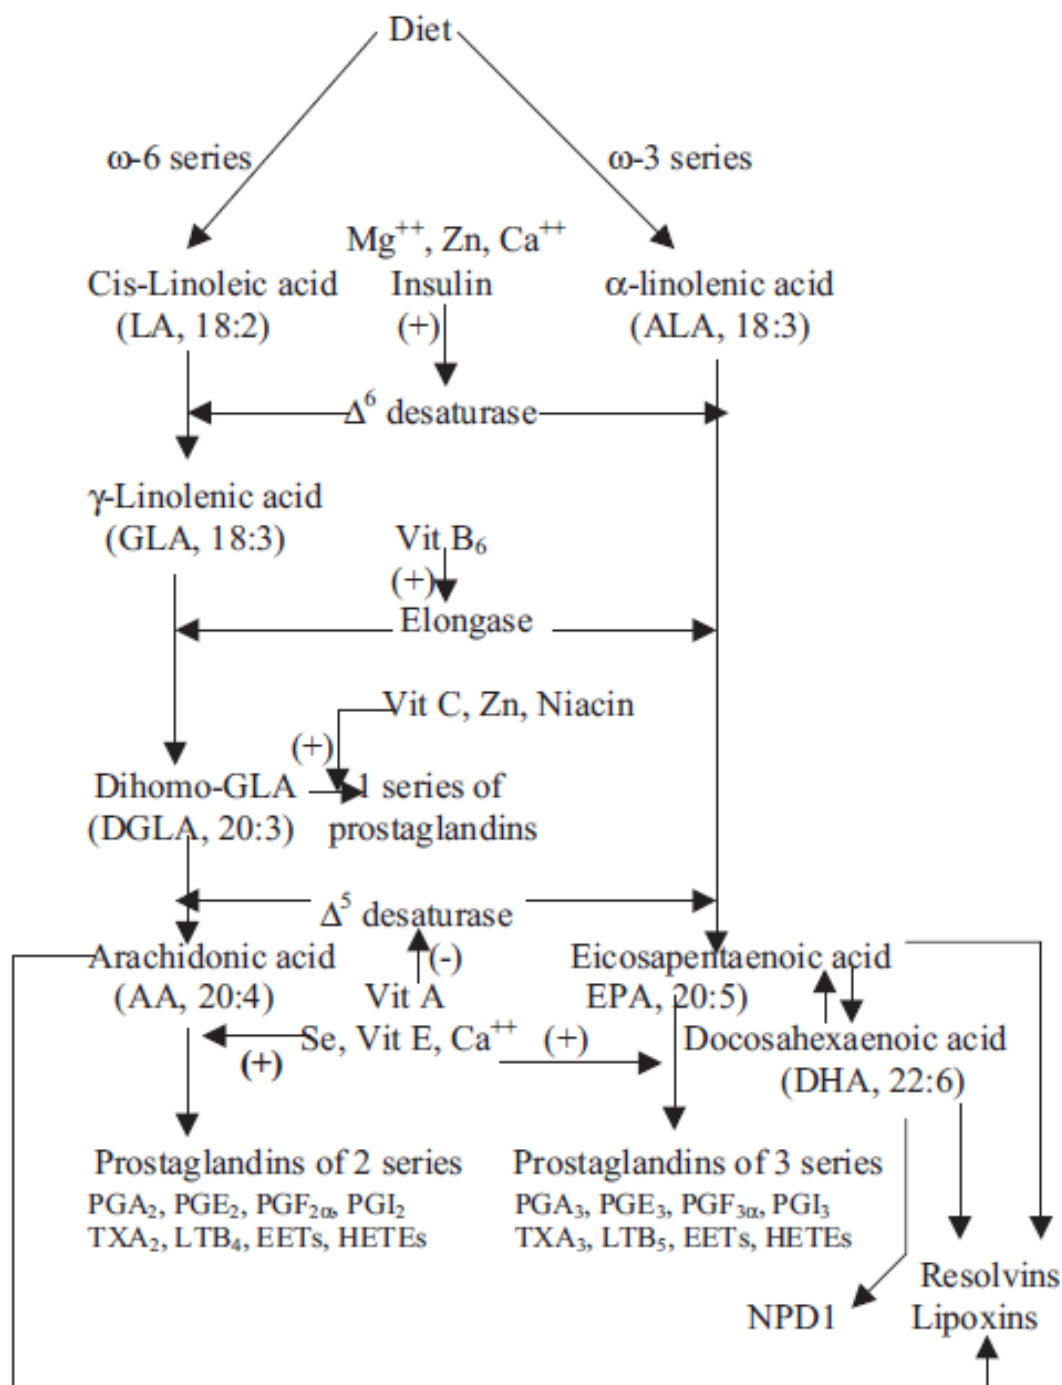 Diet
ω-6 series
ω-3 series
Mg⁺⁺, Zn, Ca⁺⁺
Cis-Linoleic acid
Insulin
α-linolenic acid
(LA, 18:2)
(+)
(ALA, 18:3)
Δ⁶ desaturase
γ-Linolenic acid
(GLA, 18:3)
Vit B₆
(+)
Elongase
Vit C, Zn, Niacin
(+)
Dihomo-GLA
1 series of
(DGLA, 20:3)
prostaglandins
Δ⁵ desaturase
Arachidonic acid
(-)
Eicosapentaenoic acid
(AA, 20:4)
Vit A
EPA, 20:5)
Se, Vit E, Ca⁺⁺
(+)
(+)
Docosahexaenoic acid
(DHA, 22:6)
Prostaglandins of 2 series
Prostaglandins of 3 series
PGA₂, PGE₂, PGF₂α, PGI₂
PGA₃, PGE₃, PGF₃α, PGI₃
TXA₂, LTB₄, EETs, HETEs
TXA₃, LTB₅, EETs, HETEs
Resolvins
NPD1
Lipoxins